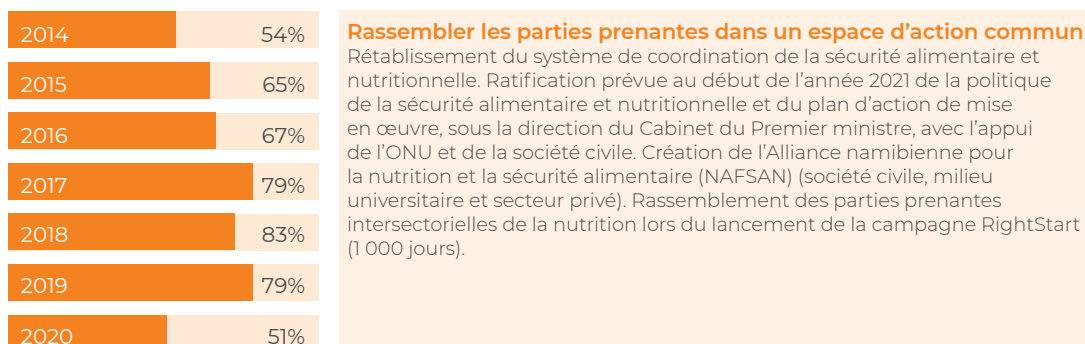 2014 54%
2015 65%
2016 67%
2017 79%
2018 83%
2019 79%
2020 51%
Rassembler les parties prenantes dans un espace d’action commun
Rétablissement du système de coordination de la sécurité alimentaire et
nutritionnelle. Ratification prévue au début de l’année 2021 de la politique
de la sécurité alimentaire et nutritionnelle et du plan d’action de mise
en œuvre, sous la direction du Cabinet du Premier ministre, avec l’appui
de l’ONU et de la société civile. Création de l’Alliance namibienne pour
la nutrition et la sécurité alimentaire (NAFSAN) (société civile, milieu
universitaire et secteur privé). Rassemblement des parties prenantes
intersectorielles de la nutrition lors du lancement de la campagne RightStart
(1 000 jours).